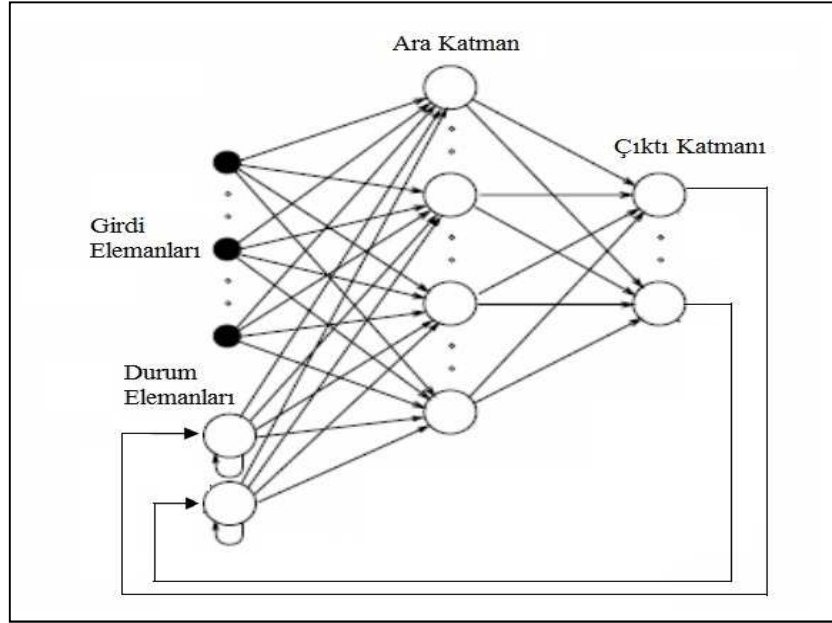 Ara Katman
Çıktı Katmanı
Girdi
Elemanları
Durum
Elemanları